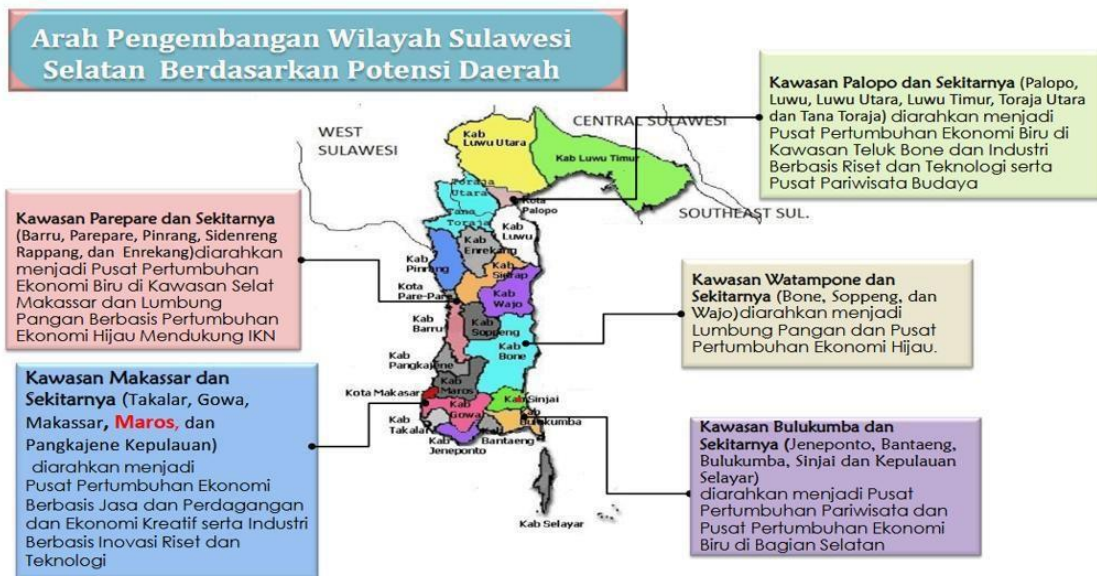 Arah Pengembangan Wilayah Sulawesi
Selatan Berdasarkan Potensi Daerah
Kawasan Palopo dan Sekitarnya (Palopo,
Luwu, Luwu Utara, Luwu Timur, Toraja Utara
dan Tana Toraja) diarahkan menjadi
Pusat Pertumbuhan Ekonomi Biru di
Kawasan Teluk Bone dan Industri
Berbasis Riset dan Teknologi serta
Pusat Pariwisata Budaya
Kawasan Parepare dan Sekitarnya
(Barru, Parepare, Pinrang, Sidenreng
Rappang, dan Enrekang)diarahkan
menjadi Pusat Pertumbuhan
Ekonomi Biru di Kawasan Selat
Makassar dan Lumbung
Pangan Berbasis Pertumbuhan
Ekonomi Hijau Mendukung IKN
Kawasan Watampone dan
Sekitarnya (Bone, Soppeng, dan
Wajo)diarahkan menjadi
Lumbung Pangan dan Pusat
Pertumbuhan Ekonomi Hijau.
Kawasan Makassar dan
Sekitarnya (Takalar, Gowa,
Makassar, Maros, dan
Pangkajene Kepulauan)
diarahkan menjadi
Pusat Pertumbuhan Ekonomi
Berbasis Jasa dan Perdagangan
dan Ekonomi Kreatif serta Industri
Berbasis Inovasi Riset dan
Teknologi
Kawasan Bulukumba dan
Sekitarnya (Jeneponto, Bantaeng,
Bulukumba, Sinjai dan Kepulauan
Selayar)
diarahkan menjadi Pusat
Pertumbuhan Pariwisata dan
Pusat Pertumbuhan Ekonomi
Biru di Bagian Selatan
WEST
SULAWESI
CENTRAL SULAWESI
SOUTHEAST SUL.
Kab
Luwu Utara
Kab Luwu Timur
Toraja
Utara
Tana
Toraja
Kota
Palopo
Kab
Luwu
Kab
Enrekang
Kab
Pinrang
Kab
Sidrap
Kota
Pare-Pare
Kab
Wajo
Kab
Barru
Kab
Soppeng
Kab
Bone
Kab
Pangkajene
Kab
Maros
Kota Makasar
Kab Sinjai
Kab
Gowa
Kab
Bulukumba
Kab
Takalar
Kab
Bantaeng
Kab
Jeneponto
Kab Selayar